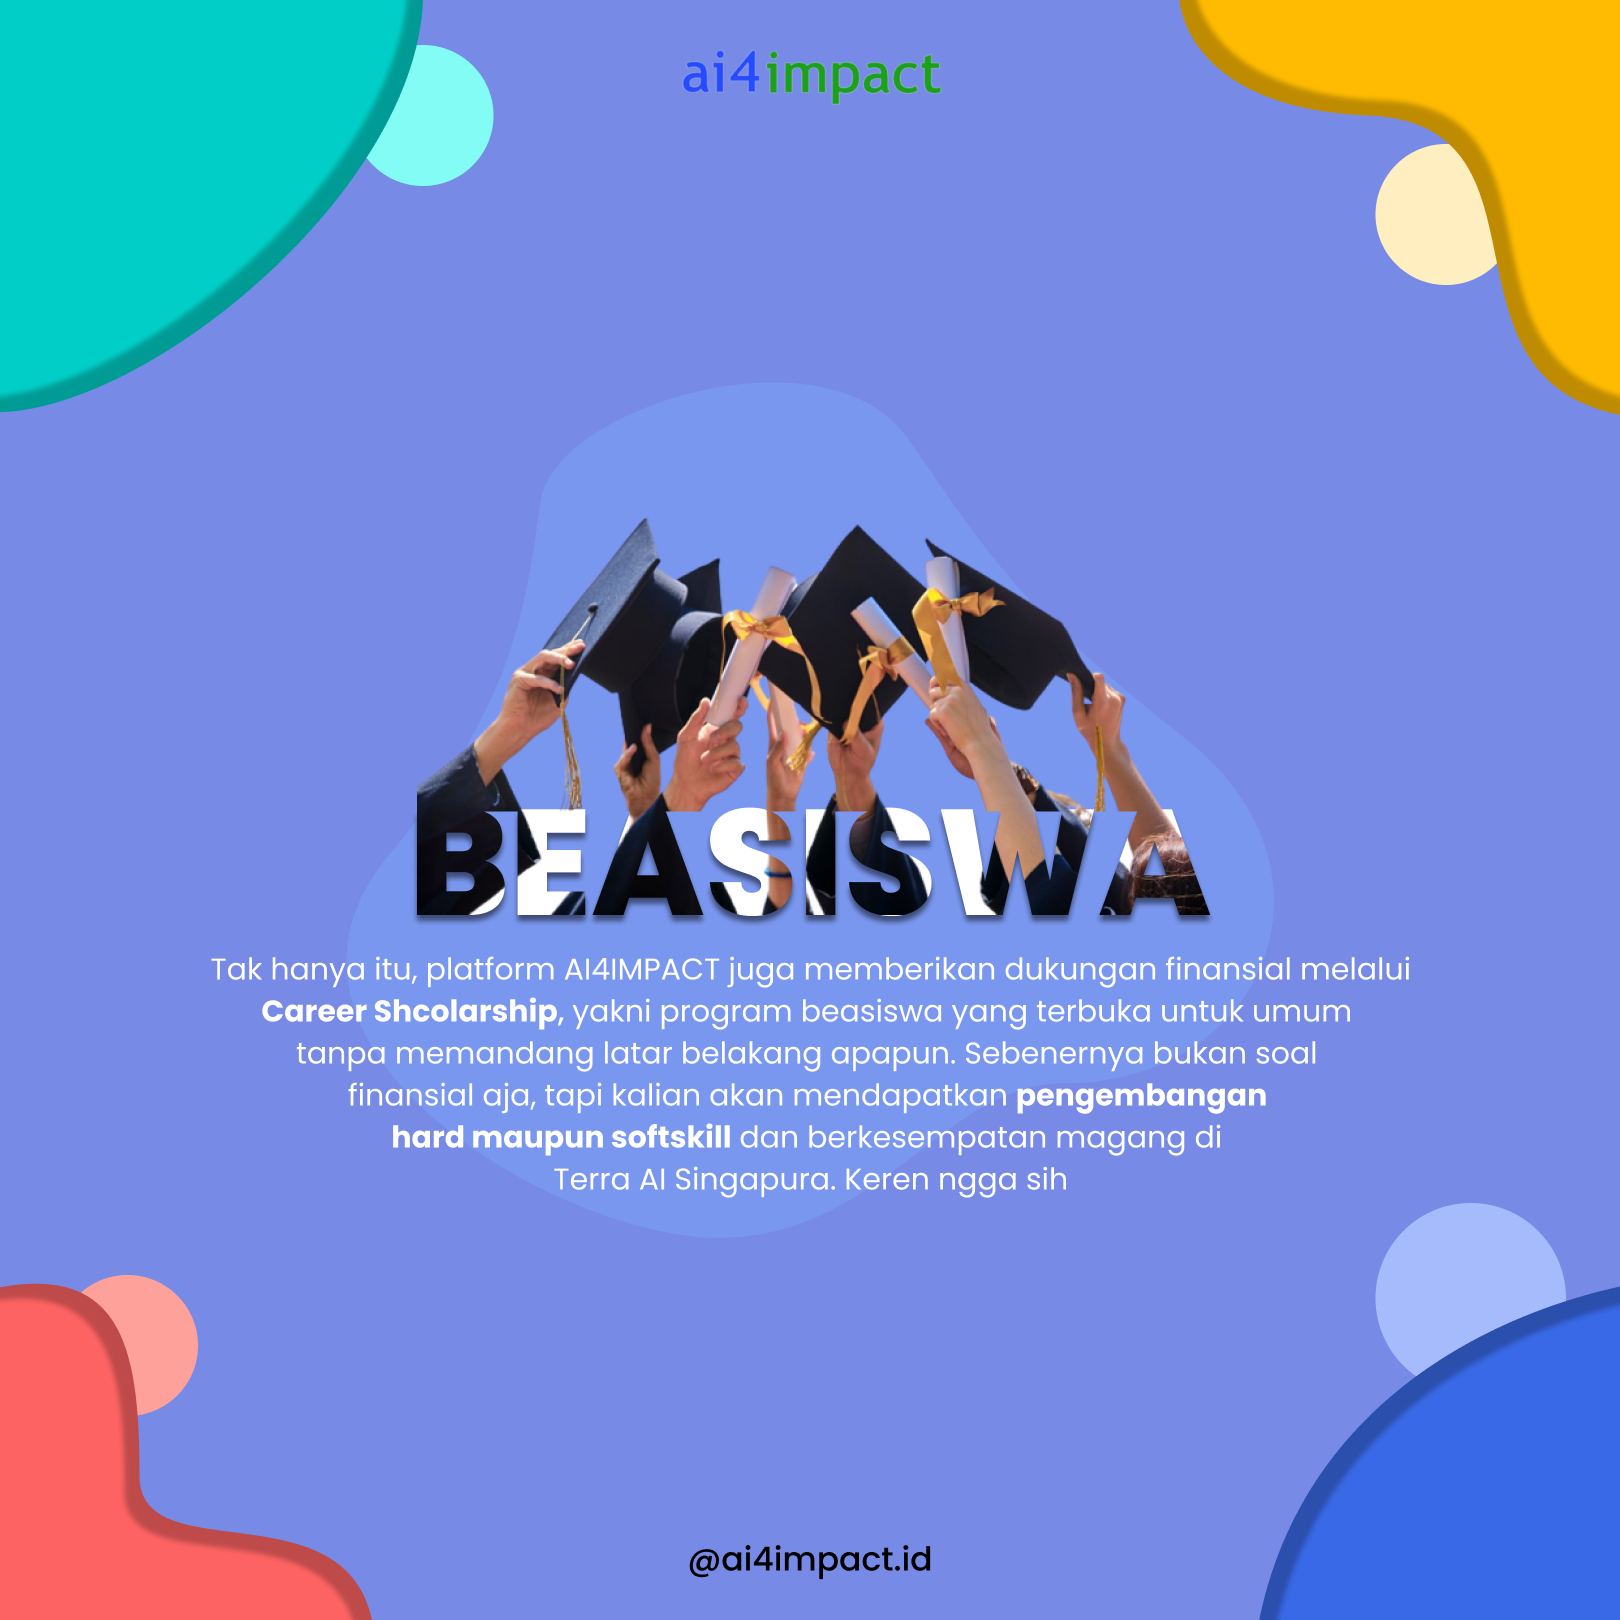 ai4impact
BEASISWA
Tak hanya itu, platform AI4IMPACT juga memberikan dukungan finansial melalui
Career Shcolarship, yakni program beasiswa yang terbuka untuk umum
tanpa memandang latar belakang apapun. Sebenernya bukan soal
finansial aja, tapi kalian akan mendapatkan pengembangan
hard maupun softskill dan berkesempatan magang di
Terra AI Singapura. Keren ngga sih
@ai4impact.id